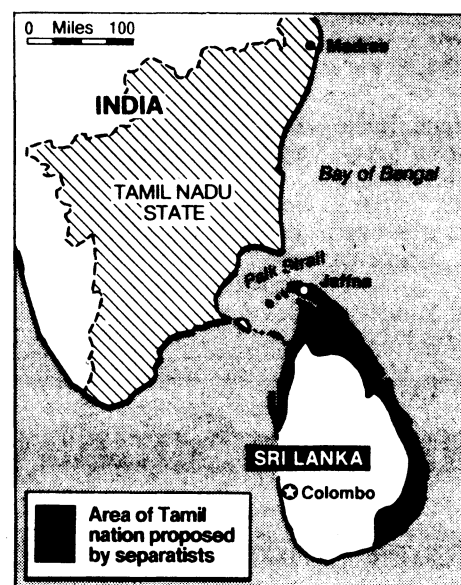 0 Miles 100
Madras
INDIA
Bay of Bengal
TAMIL NADU
STATE
Palk Strait
Jaffna
SRI LANKA
Colombo
Area of Tamil
nation proposed
by separatists